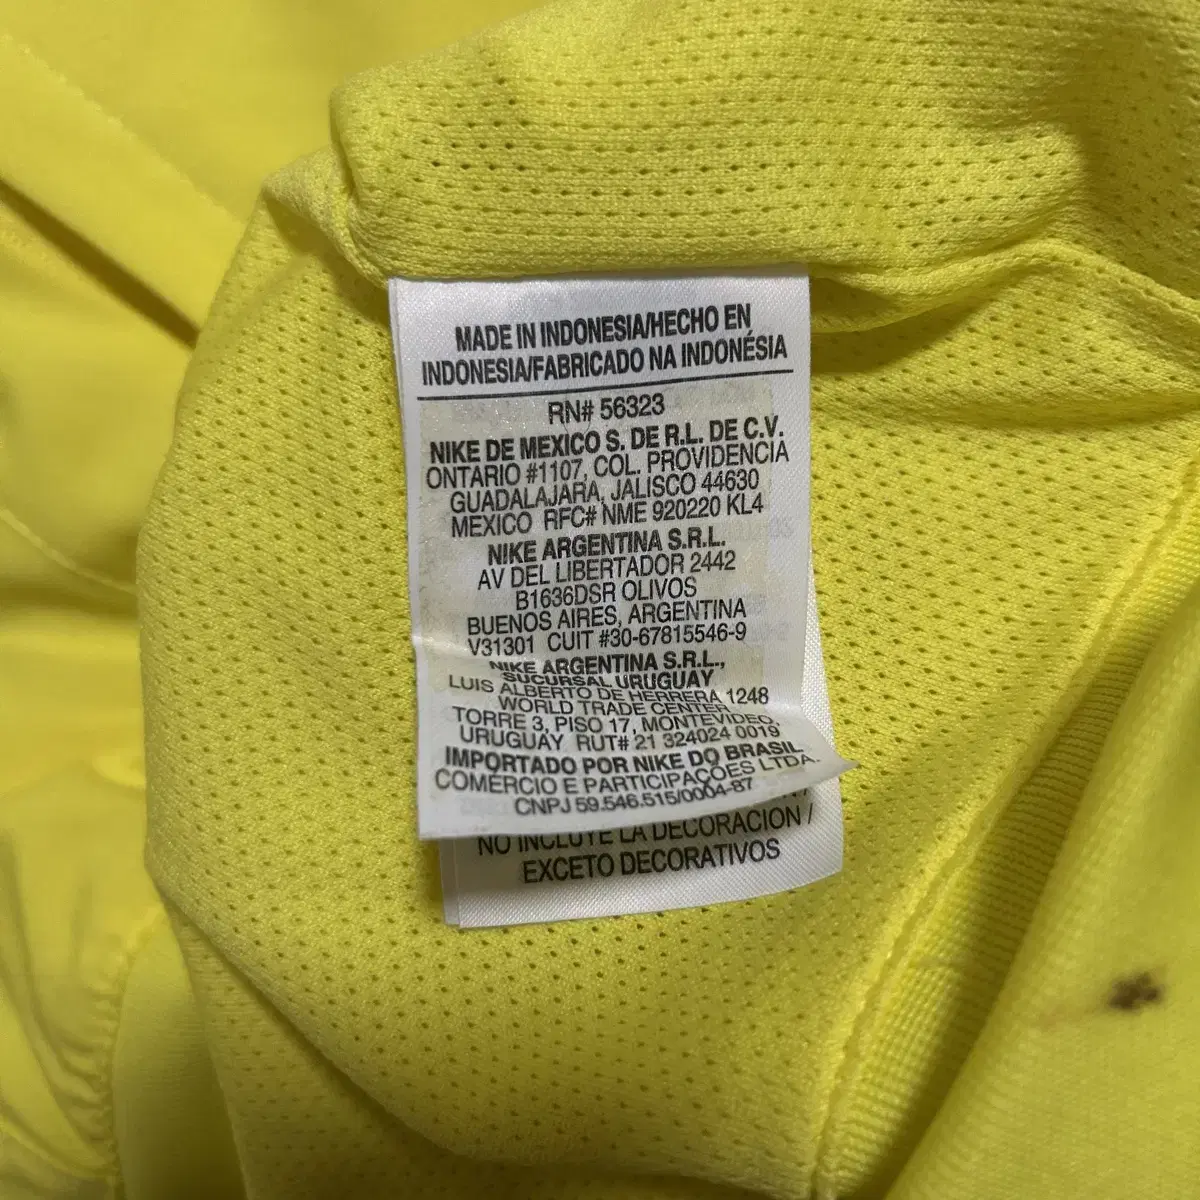 MADE IN INDONESIA/HECHO EN
INDONESIA/FABRICADO NA INDONÉSIA
RN# 56323
NIKE DE MEXICO S. DE R.L. DE C.V.
ONTARIO #1107, COL. PROVIDENCIA
GUADALAJARA, JALISCO 44630
MEXICO RFC# NME 920220 KL4
NIKE ARGENTINA S.R.L.
AV DEL LIBERTADOR 2442
B1636DSR OLIVOS
BUENOS AIRES, ARGENTINA
V31301 CUIT #30-67815546-9
NIKE ARGENTINA S.R.L.,
SUCURSAL URUGUAY
LUIS ALBERTO DE HERRERA 1248
WORLD TRADE CENTER
TORRE 3, PISO 17, MONTEVIDEO,
URUGUAY RUT# 21 324024 0019
IMPORTADO POR NIKE DO BRASIL
COMÉRCIO E PARTICIPAÇÕES LTDA.
CNPJ 59.546.515/0004-87
NO INCLUYE LA DECORACION /
EXCETO DECORATIVOS